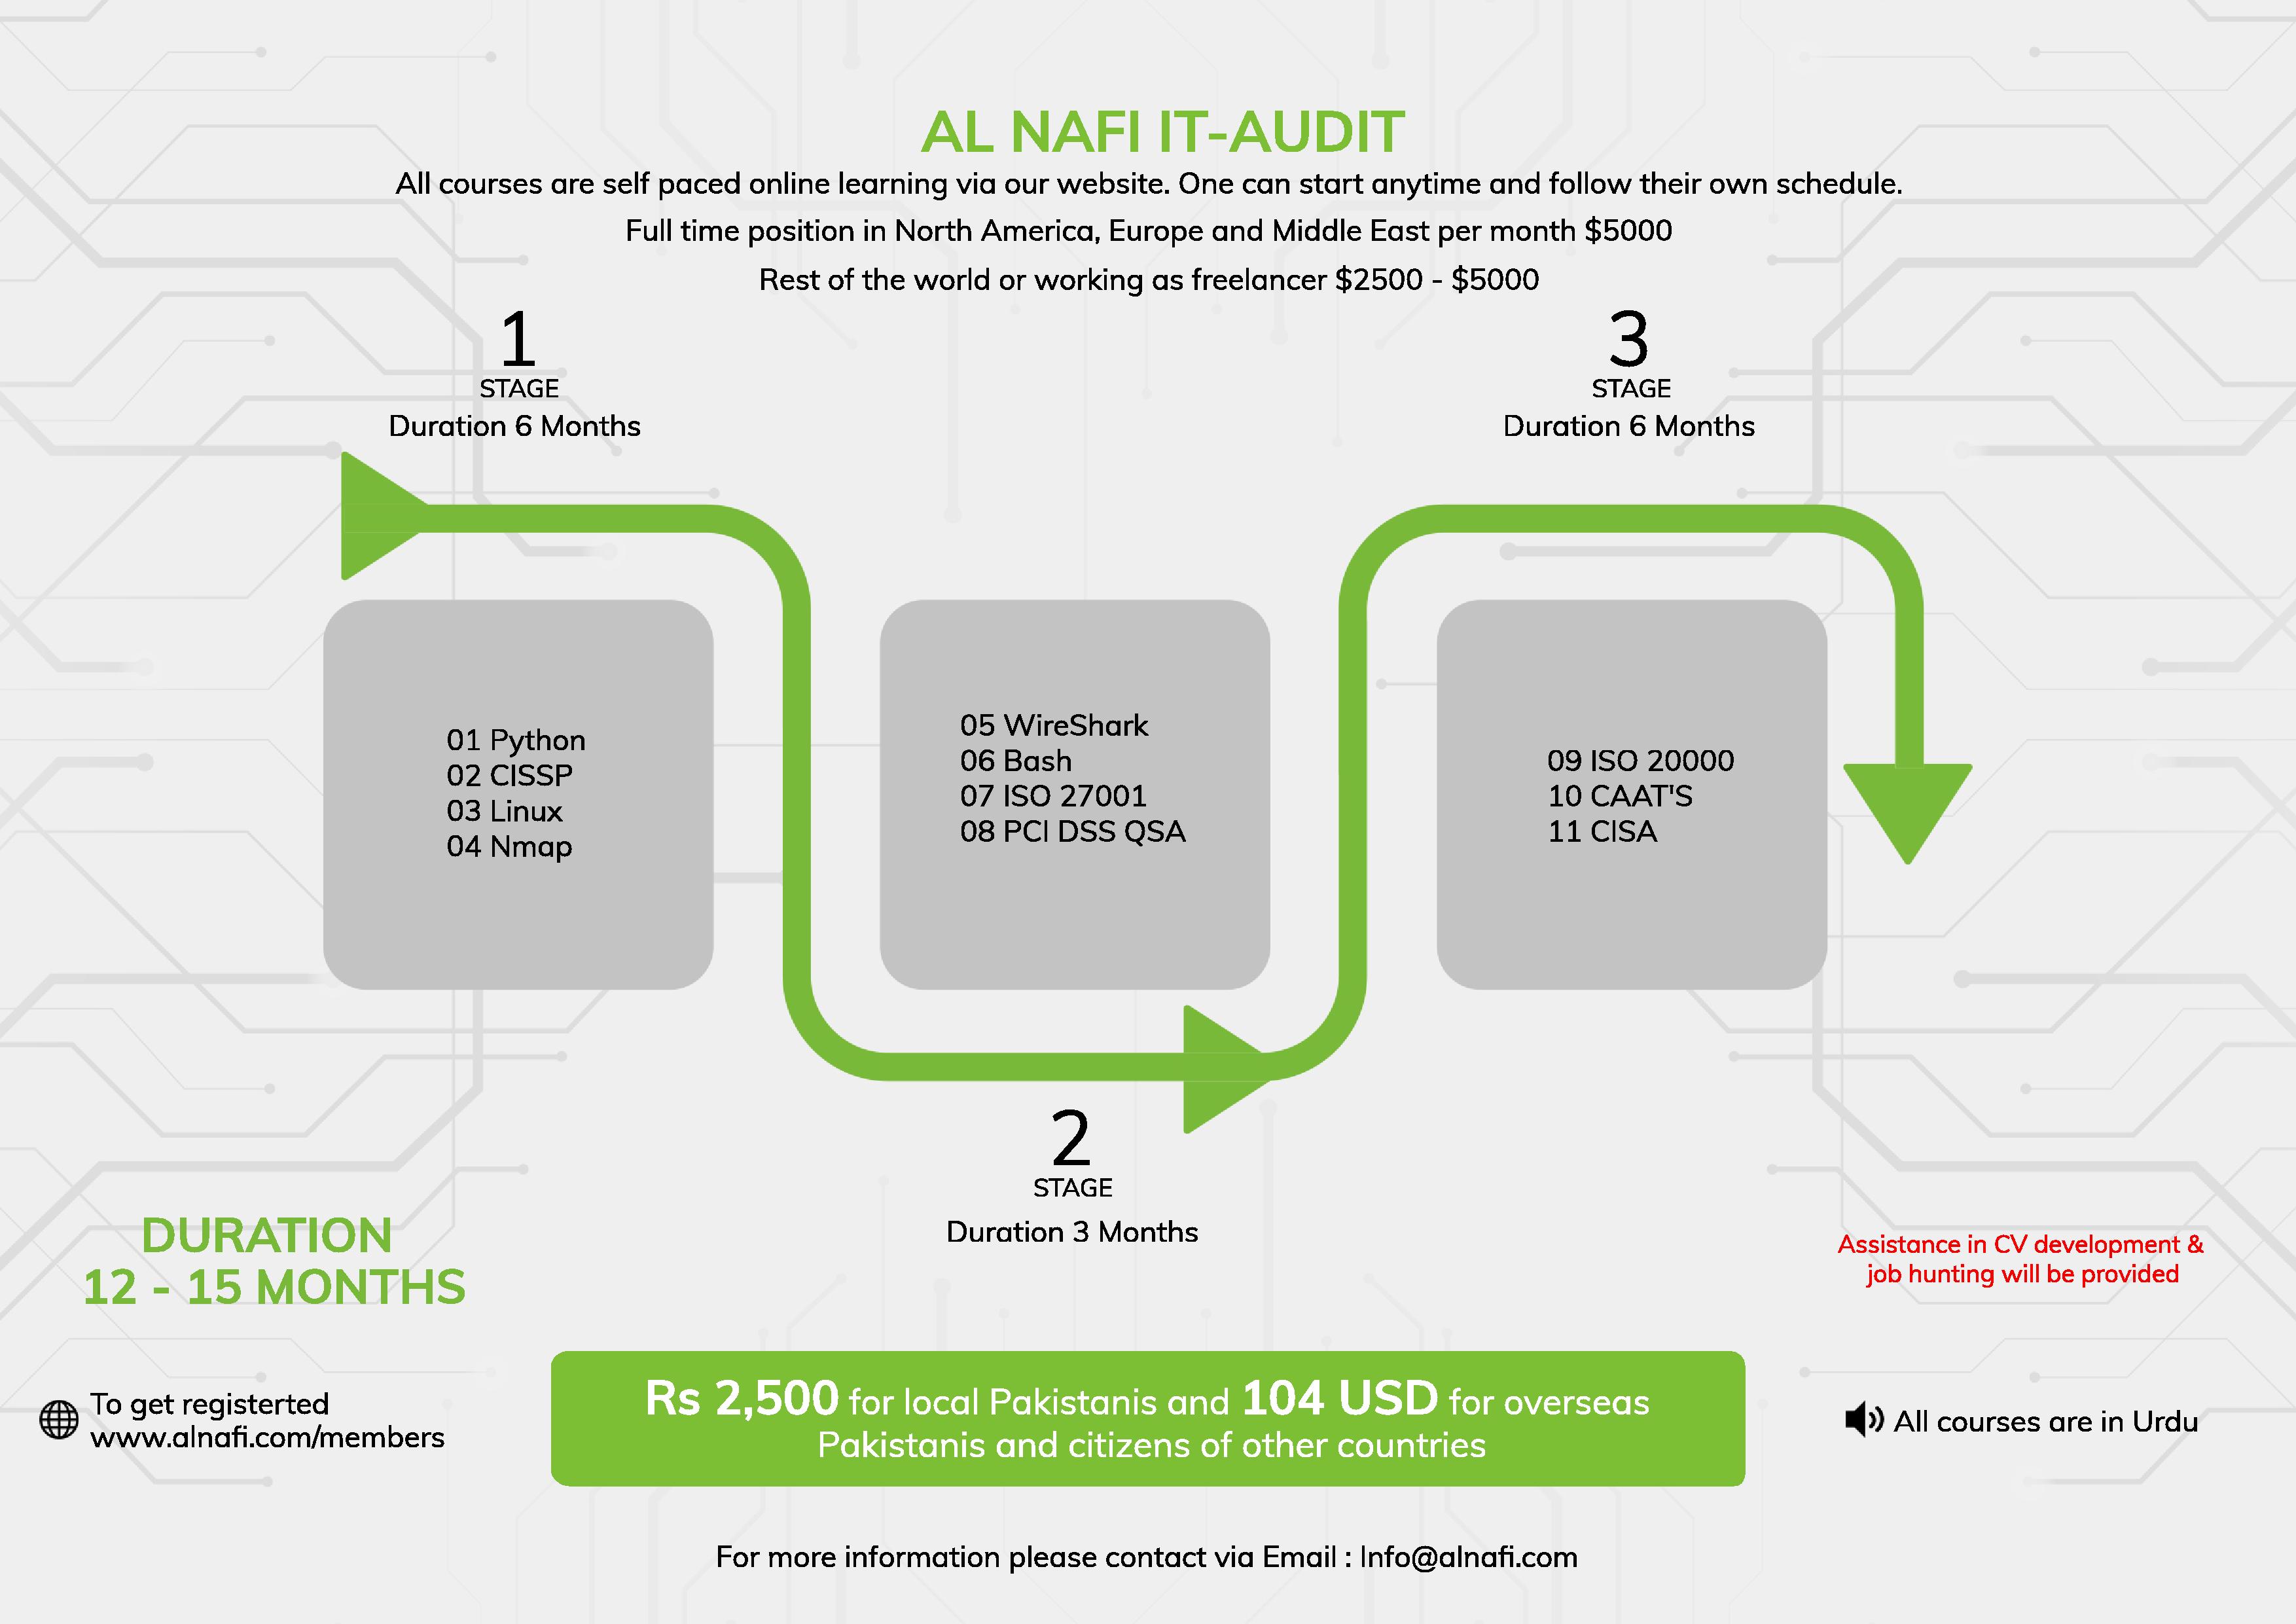 AL NAFI IT-AUDIT
All courses are self paced online learning via our website. One can start anytime and follow their own schedule.
Full time position in North America, Europe and Middle East per month $5000
Rest of the world or working as freelancer $2500 - $5000
1
STAGE
Duration 6 Months
3
STAGE
Duration 6 Months
01 Python
02 CISSP
03 Linux
04 Nmap
05 WireShark
06 Bash
07 ISO 27001
08 PCI DSS QSA
09 ISO 20000
10 CAAT'S
11 CISA
2
STAGE
Duration 3 Months
DURATION
12 - 15 MONTHS
Assistance in CV development &
job hunting will be provided
To get registerted
www.alnafi.com/members
Rs 2,500 for local Pakistanis and 104 USD for overseas
Pakistanis and citizens of other countries
All courses are in Urdu
For more information please contact via Email : Info@alnafi.com